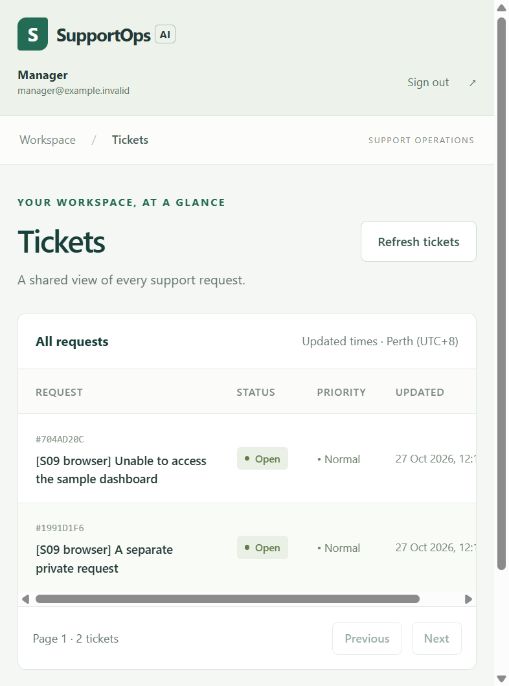 S SupportOps AI
Manager
manager@example.invalid
Sign out ↗
Workspace / Tickets
SUPPORT OPERATIONS
YOUR WORKSPACE, AT A GLANCE
Tickets
Refresh tickets
A shared view of every support request.
All requests
Updated times · Perth (UTC+8)
REQUEST STATUS PRIORITY UPDATED
#704AD20C
[S09 browser] Unable to access
the sample dashboard
Open
• Normal
27 Oct 2026,
#1991D1F6
[S09 browser] A separate
private request
Open
• Normal
27 Oct 2026,
Page 1 · 2 tickets
Previous Next